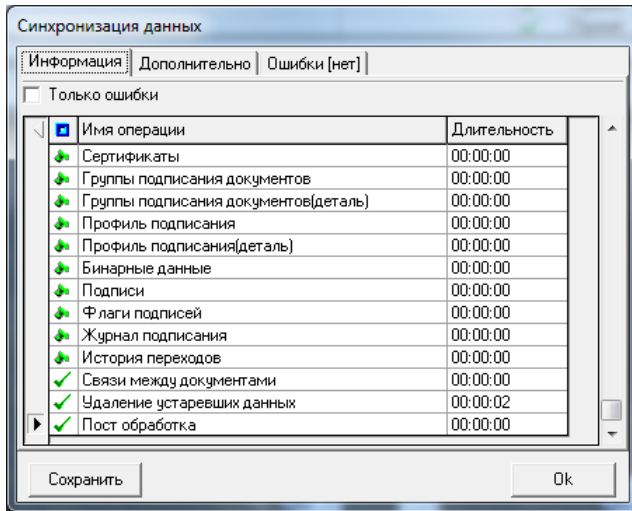 Синхронизация данных
Информация Дополнительно Ошибки [нет]
Только ошибки
Имя операции Длительность
Сертификаты 00:00:00
Группы подписания документов 00:00:00
Группы подписания документов(деталь) 00:00:00
Профиль подписания 00:00:00
Профиль подписания(деталь) 00:00:00
Бинарные данные 00:00:00
Подписи 00:00:00
Флаги подписей 00:00:00
Журнал подписания 00:00:00
История переходов 00:00:00
Связи между документами 00:00:00
Удаление устаревших данных 00:00:02
Пост обработка 00:00:00
Сохранить Ok